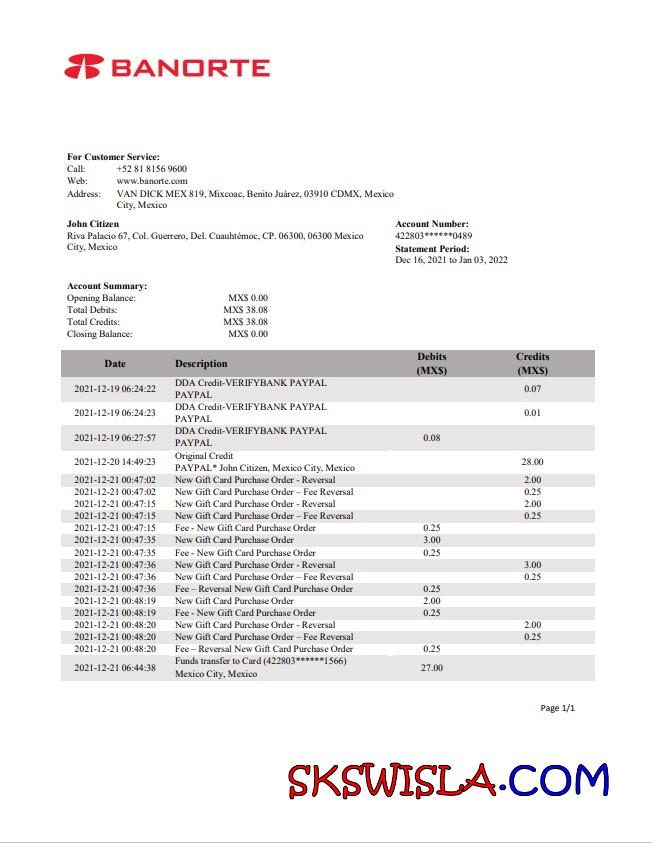 BANORTE
For Customer Service:
Call: +52 81 8156 9600
Web: www.banorte.com
Address: VAN DICK MEX 819, Mixcoac, Benito Juárez, 03910 CDMX, Mexico
City, Mexico
John Citizen
Riva Palacio 67, Col. Guerrero, Del. Cuauhtémoc, CP. 06300, 06300 Mexico
City, Mexico
Account Number:
422803******0489
Statement Period:
Dec 16, 2021 to Jan 03, 2022
Account Summary:
Opening Balance: MX$ 0.00
Total Debits: MX$ 38.08
Total Credits: MX$ 38.08
Closing Balance: MX$ 0.00
Date Description Debits (MX$) Credits (MX$)
2021-12-19 06:24:22 DDA Credit-VERIFYBANK PAYPAL
PAYPAL 0.07
2021-12-19 06:24:23 DDA Credit-VERIFYBANK PAYPAL
PAYPAL 0.01
2021-12-19 06:27:57 DDA Credit-VERIFYBANK PAYPAL
PAYPAL 0.08
2021-12-20 14:49:23 Original Credit
PAYPAL* John Citizen, Mexico City, Mexico 28.00
2021-12-21 00:47:02 New Gift Card Purchase Order - Reversal 2.00
2021-12-21 00:47:02 New Gift Card Purchase Order – Fee Reversal 0.25
2021-12-21 00:47:15 New Gift Card Purchase Order - Reversal 2.00
2021-12-21 00:47:15 New Gift Card Purchase Order – Fee Reversal 0.25
2021-12-21 00:47:15 Fee - New Gift Card Purchase Order 0.25
2021-12-21 00:47:35 New Gift Card Purchase Order 3.00
2021-12-21 00:47:35 Fee - New Gift Card Purchase Order 0.25
2021-12-21 00:47:36 New Gift Card Purchase Order - Reversal 3.00
2021-12-21 00:47:36 New Gift Card Purchase Order – Fee Reversal 0.25
2021-12-21 00:47:36 Fee – Reversal New Gift Card Purchase Order 0.25
2021-12-21 00:48:19 New Gift Card Purchase Order 2.00
2021-12-21 00:48:19 Fee - New Gift Card Purchase Order 0.25
2021-12-21 00:48:20 New Gift Card Purchase Order - Reversal 2.00
2021-12-21 00:48:20 New Gift Card Purchase Order – Fee Reversal 0.25
2021-12-21 00:48:20 Fee – Reversal New Gift Card Purchase Order 0.25
2021-12-21 06:44:38 Funds transfer to Card (422803******1566)
Mexico City, Mexico 27.00
Page 1/1
SKSWISLA.COM